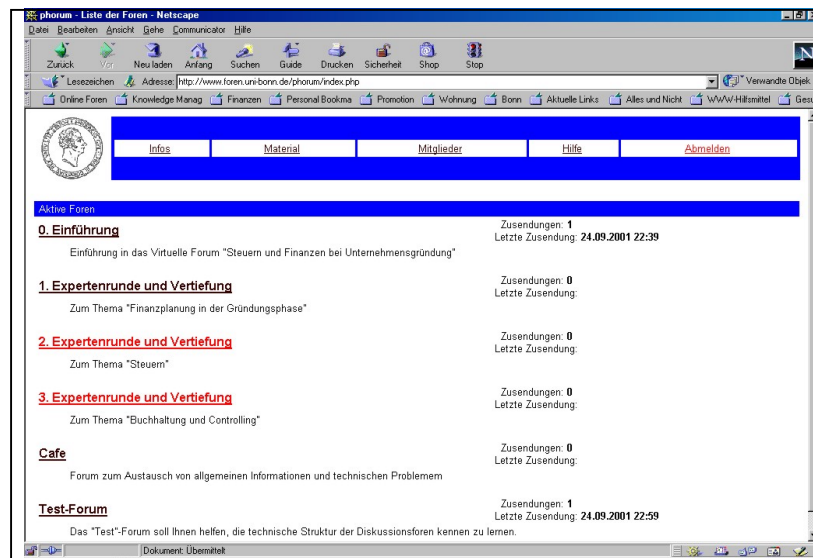 phorum - Liste der Foren - Netscape
Datei Bearbeiten Ansicht Gehe Communicator Hilfe
Zurück Vor Neu laden Anfang Suchen Guide Drucken Sicherheit Shop Stop
N
Lesezeichen Adresse: http://www.foren.uni-bonn.de/phorum/index.php Verwandte Objek
Online Foren Knowledge Manag Finanzen Personal Bookma Promotion Wohnung Bonn Aktuelle Links Alles und Nicht WWW-Hilfsmittel Gesu
Infos Material Mitglieder Hilfe Abmelden
Aktive Foren
0. Einführung Zusendungen: 1
Letzte Zusendung: 24.09.2001 22:39
Einführung in das Virtuelle Forum "Steuern und Finanzen bei Unternehmensgründung"
1. Expertenrunde und Vertiefung Zusendungen: 0
Letzte Zusendung:
Zum Thema "Finanzplanung in der Gründungsphase"
2. Expertenrunde und Vertiefung Zusendungen: 0
Letzte Zusendung:
Zum Thema "Steuern"
3. Expertenrunde und Vertiefung Zusendungen: 0
Letzte Zusendung:
Zum Thema "Buchhaltung und Controlling"
Cafe Zusendungen: 0
Letzte Zusendung:
Forum zum Austausch von allgemeinen Informationen und technischen Problemem
Test-Forum Zusendungen: 1
Letzte Zusendung: 24.09.2001 22:59
Das "Test"-Forum soll Ihnen helfen, die technische Struktur der Diskussionsforen kennen zu lernen.
Dokument: Übermittelt